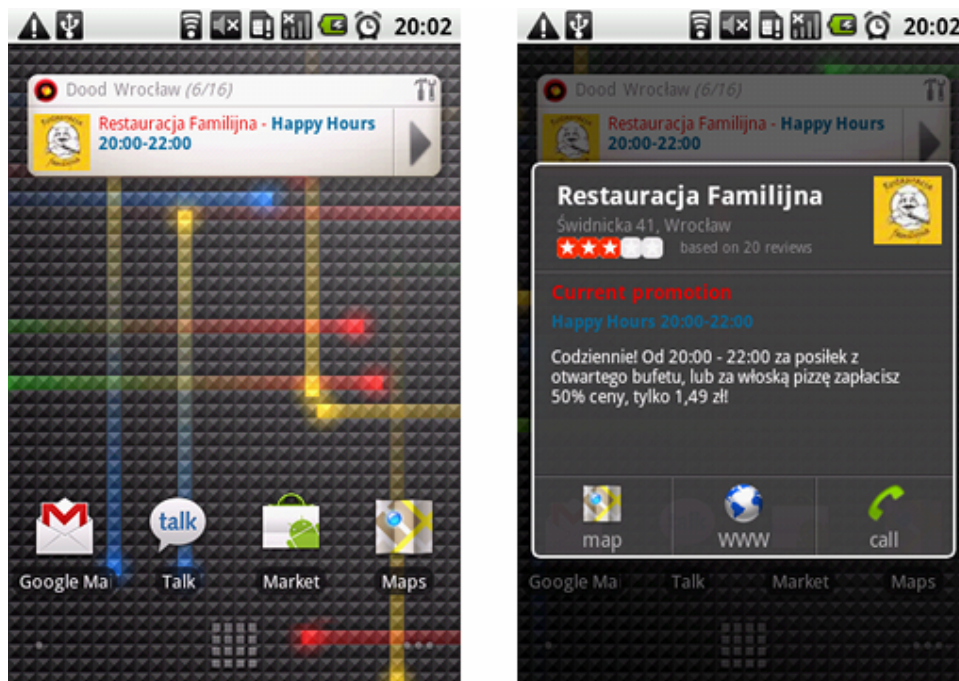 20:02
Dood Wrocław (6/16)
Restauracja Familijna - Happy Hours
20:00-22:00
talk
Google Mai
Talk
Market
Maps
20:02
Dood Wrocław (6/16)
Restauracja Familijna - Happy Hours
20:00-22:00
Restauracja Familijna
Świdnicka 41, Wrocław
based on 20 reviews
Current promotion
Happy Hours 20:00-22:00
Codziennie! Od 20:00 - 22:00 za posiłek z
otwartego bufetu, lub za włoską pizzę zapłacisz
50% ceny, tylko 1,49 zł!
map
WWW
call
Google Mai
Talk
Market
Maps